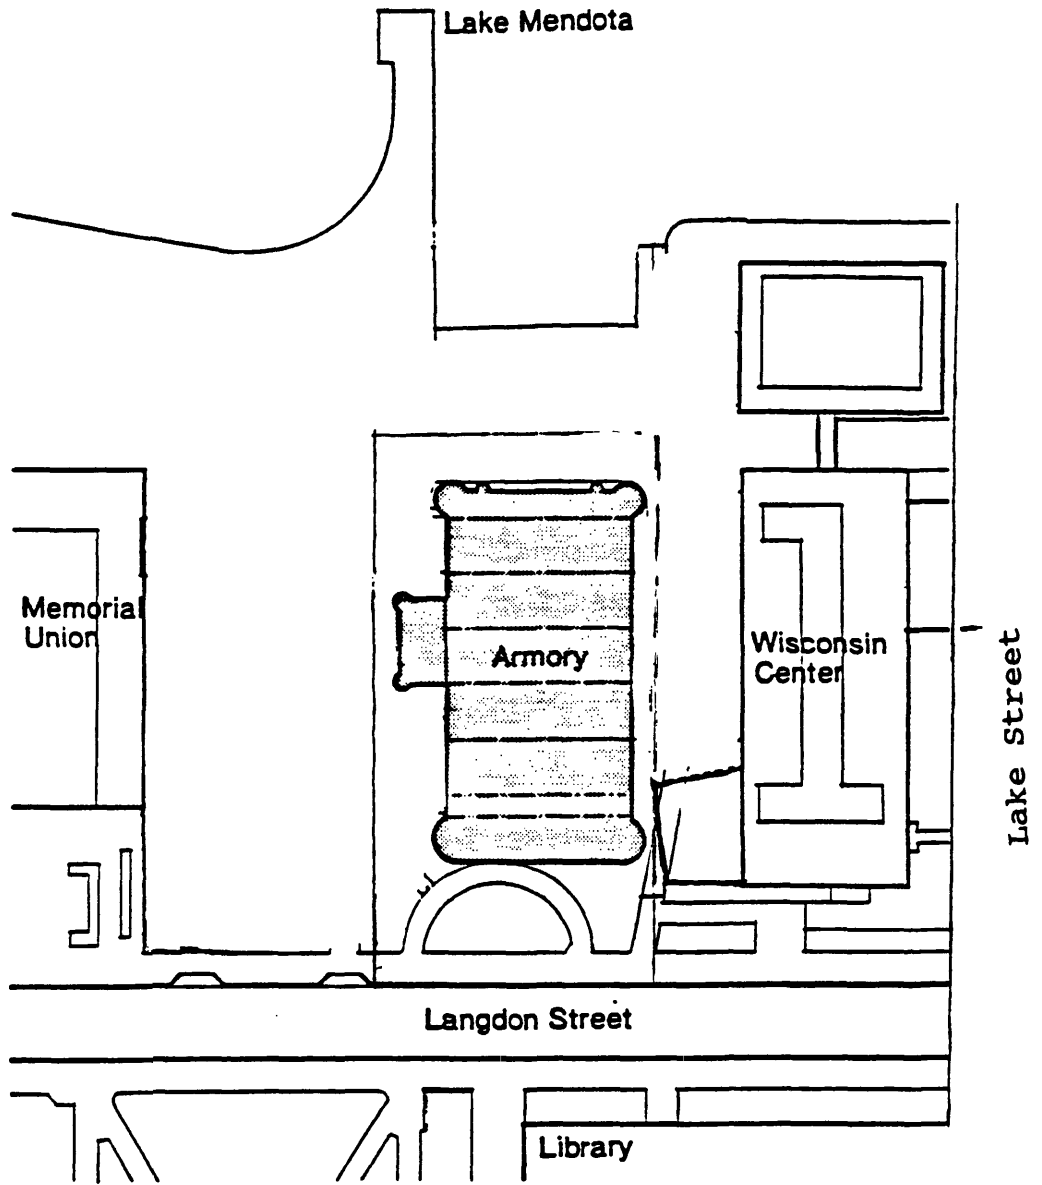 Lake Mendota
Memorial
Union
Armory
Wisconsin
Center
Lake Street
Langdon Street
Library